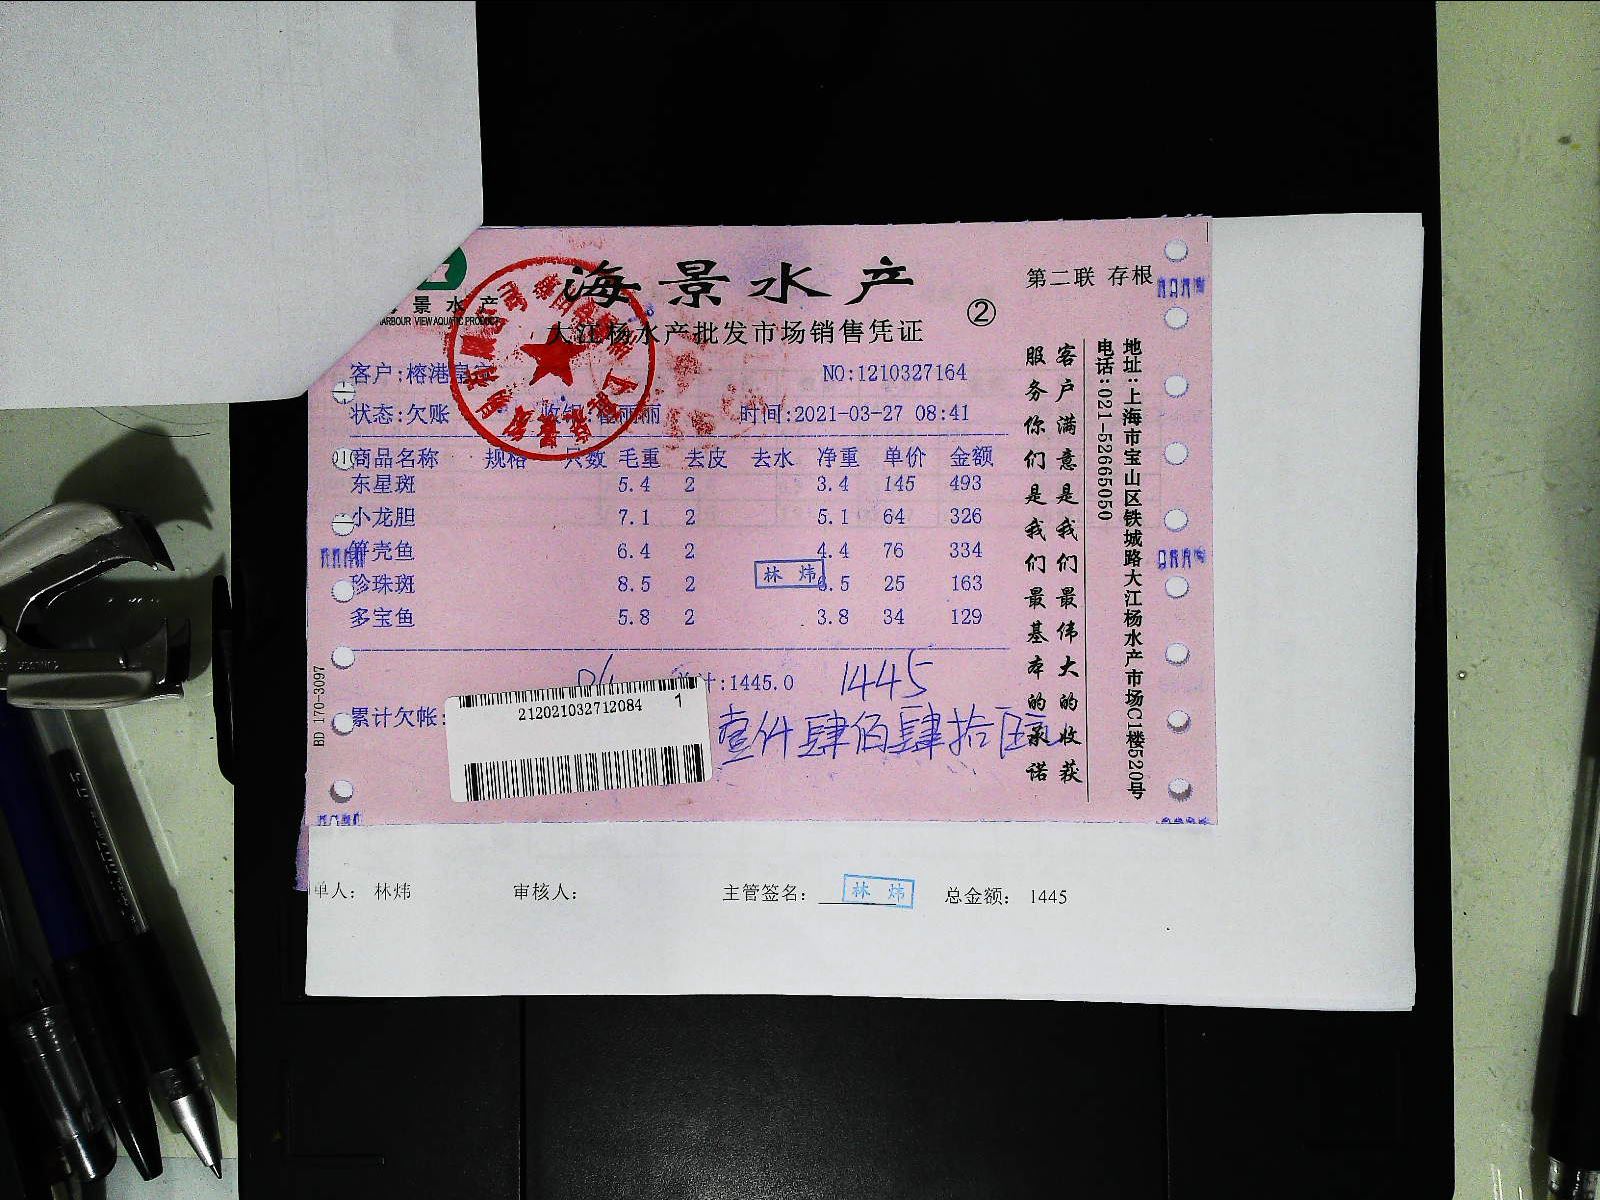 海景水产
第二联 存根
景水产
HARBOUR VIEW AQUATIC PRODUCT
大江杨水产批发市场销售凭证
②
客户:榕港
NO:1210327164
状态:欠账 丽丽 时间:2021-03-27 08:41
商品名称 规格 只数 毛重 去皮 去水 净重 单价 金额
东星斑 5.4 2 3.4 145 493
小龙胆 7.1 2 5.1 64 326
笋壳鱼 6.4 2 4.4 76 334
林炜
珍珠斑 8.5 2 6.5 25 163
多宝鱼 5.8 2 3.8 34 129
计:1445.0 1445
累计欠帐:
212021032712084 1
壹仟肆佰肆拾伍
客户满意是我们最伟大的收获
服务你们是我们最基本的承诺
地址:上海市宝山区铁城路大江杨水产市场C1楼520号
电话:021-52665050
BD 170-3097
单人: 林炜 审核人: 主管签名: 林炜 总金额: 1445